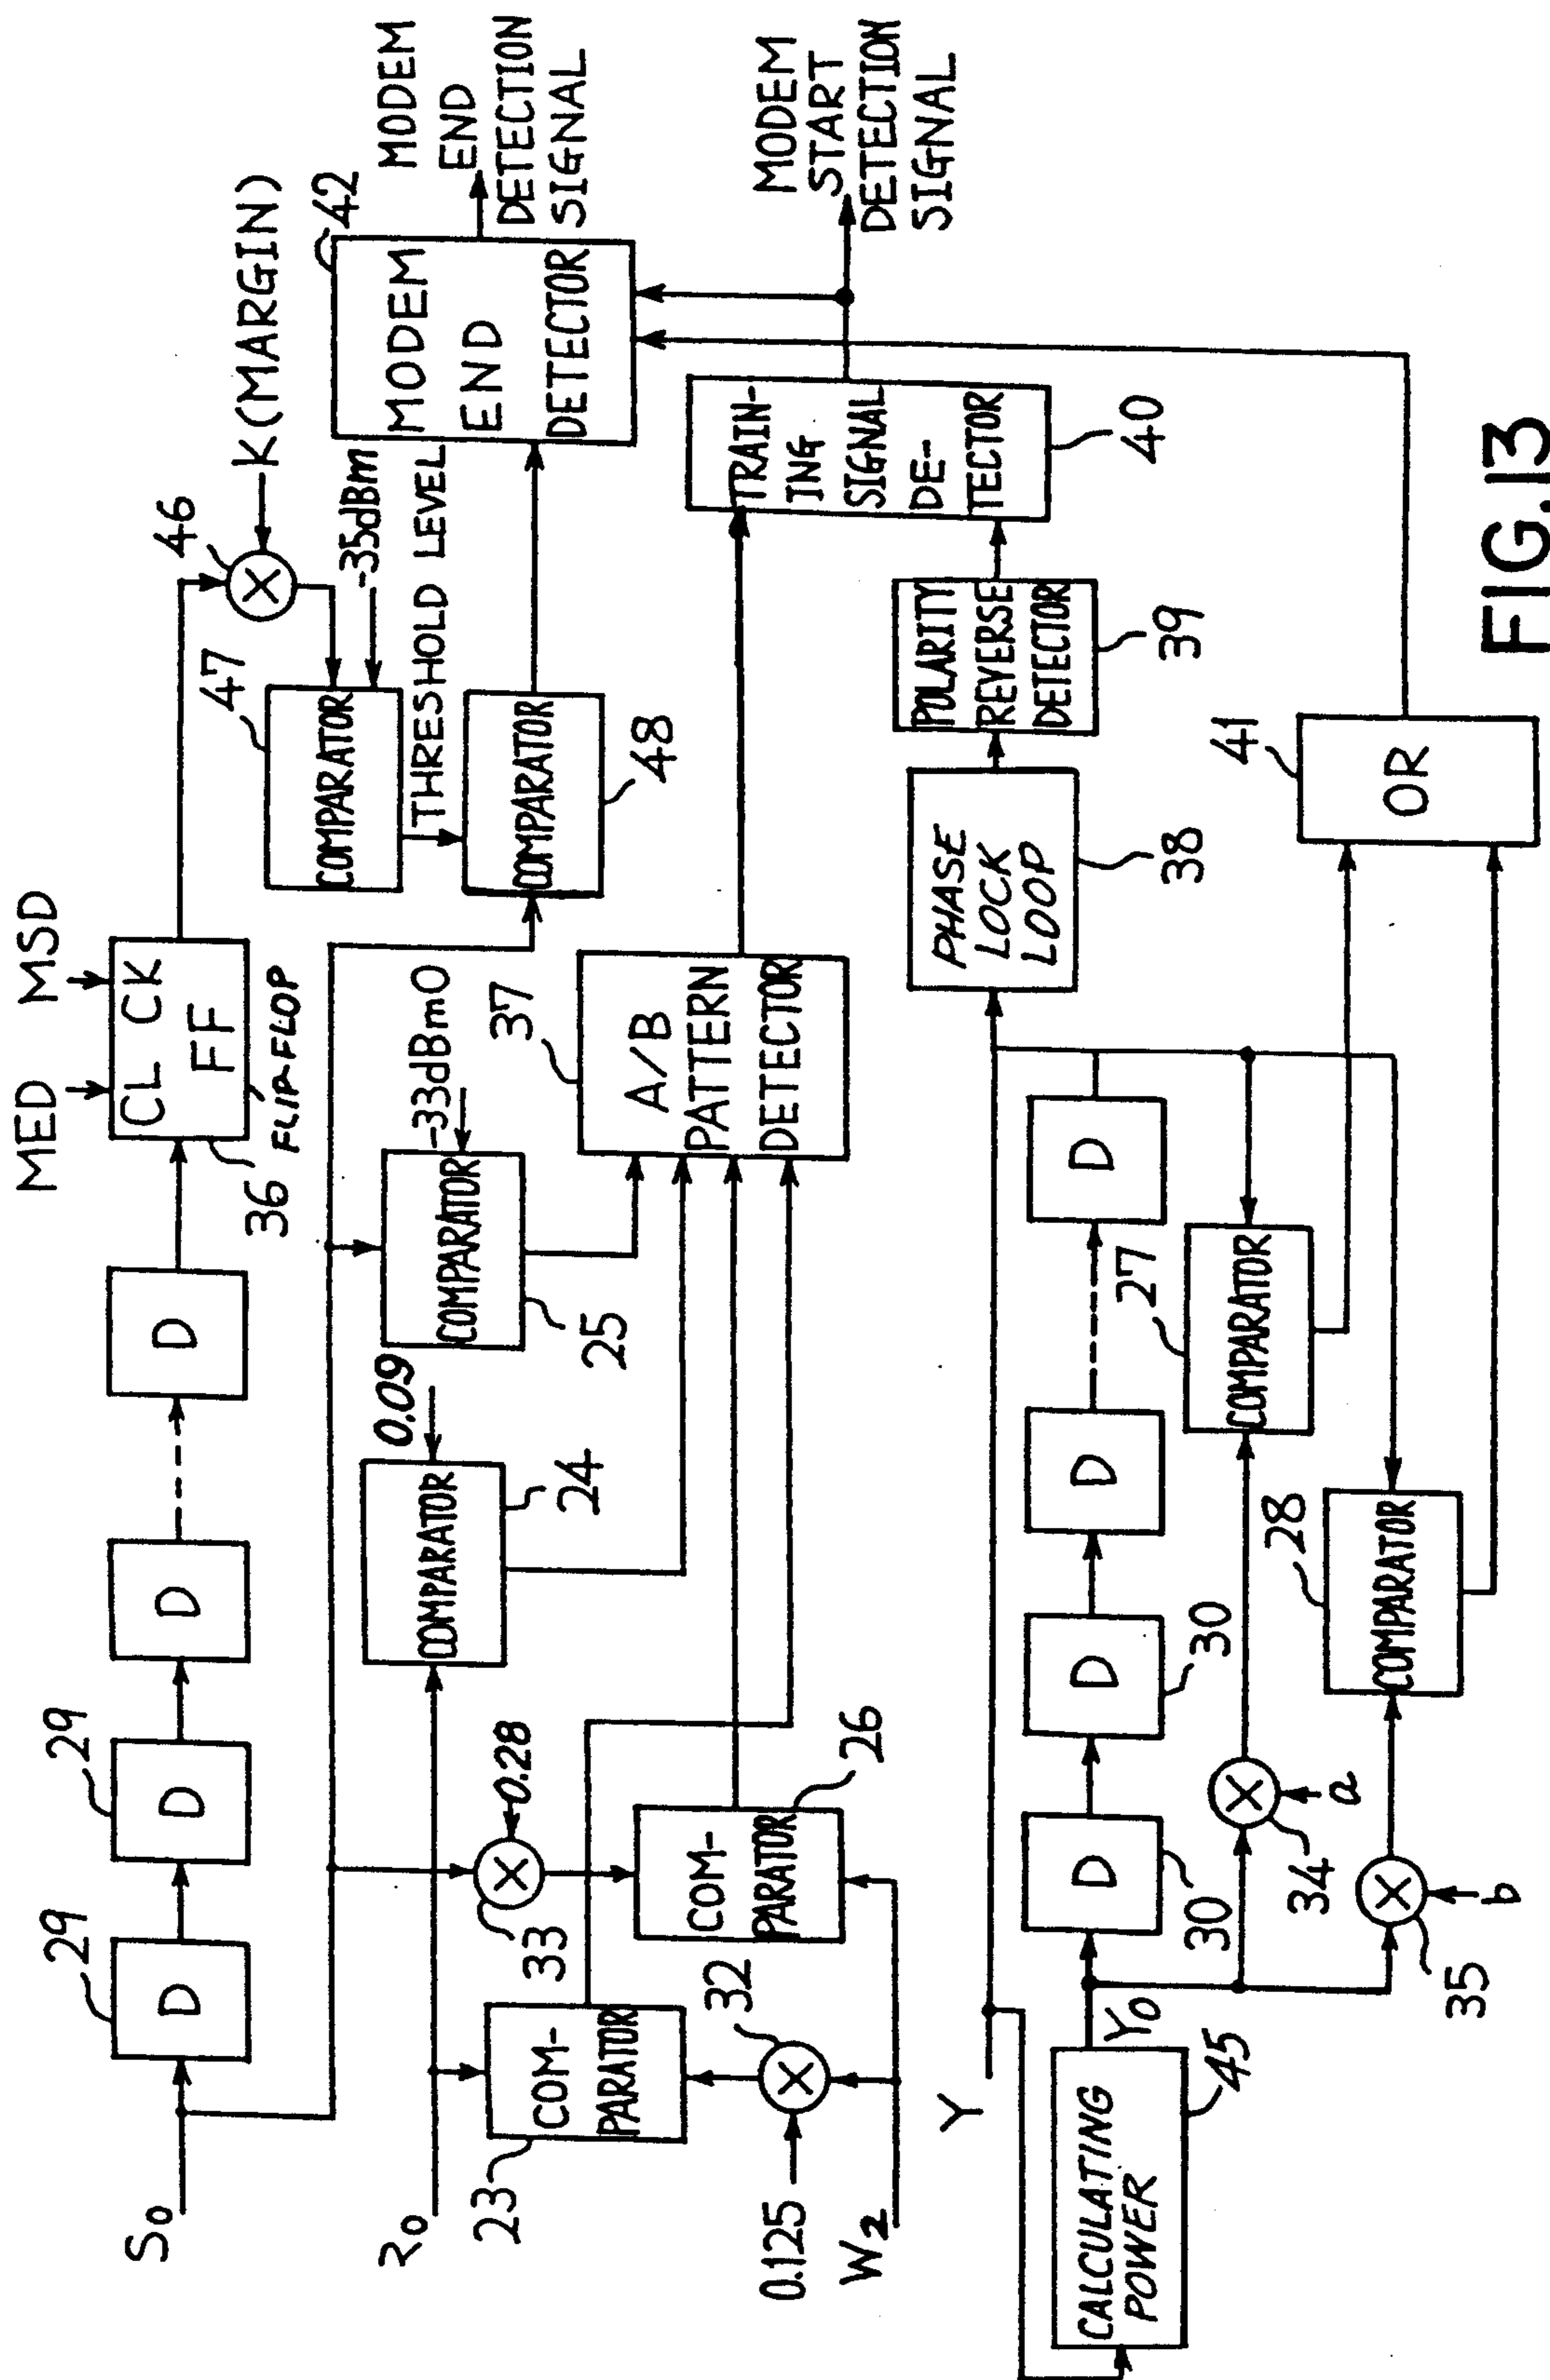 MED MSD
29
29
D
D
D
D
CL CK
FF
36
FLIP-FLOP
46
K(MARGIN)
S0
47
COMPARATOR
-35dBm
THRESHOLD LEVEL
42
MODEM
END
DETECTOR
MODEM
END
DETECTION
SIGNAL
COMPARATOR
48
0.09
COMPARATOR
24
-33dBm0
COMPARATOR
25
R0
0.28
33
23
COM-
PARATOR
COM-
PARATOR
26
37
A/B
PATTERN
DETECTOR
TRAIN-
ING
SIGNAL
DE-
TECTOR
40
MODEM
START
DETECTION
SIGNAL
0.125
32
W2
Y
PHASE
LOCK
LOOP
38
POLARITY
REVERSE
DETECTOR
39
CALCULATING
POWER
45
Y0
D
D
D
D
30
30
34
a
27
COMPARATOR
35
b
28
COMPARATOR
41
OR
FIG.13